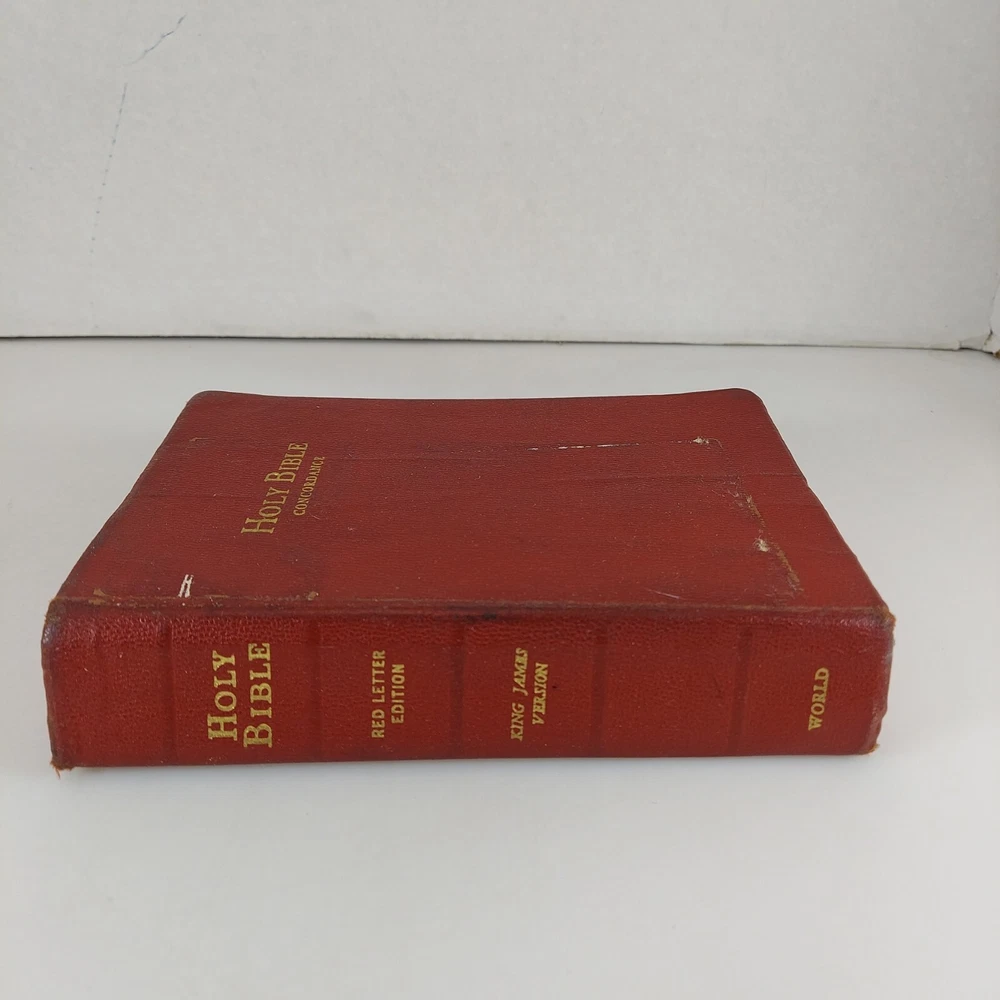 HOLY BIBLE
CONCORDANCE
HOLY
BIBLE
RED LETTER
EDITION
KING JAMES
VERSION
WORLD